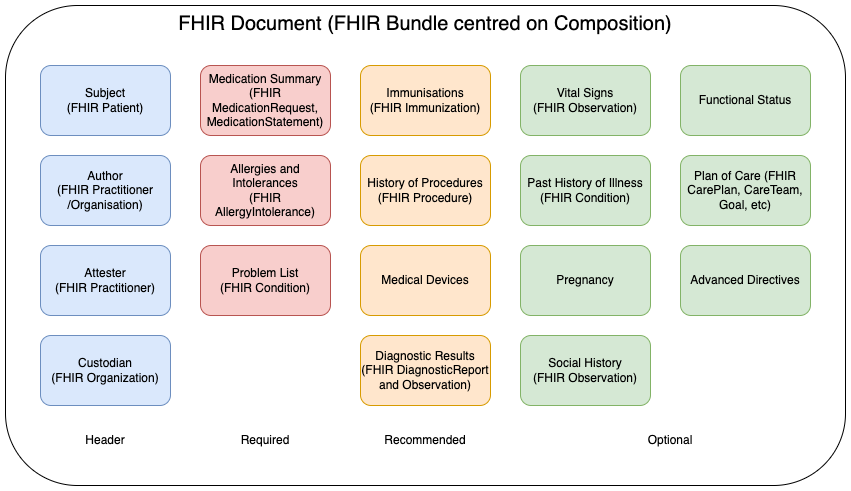 FHIR Document (FHIR Bundle centred on Composition)
Subject
(FHIR Patient)
Medication Summary
(FHIR
MedicationRequest,
MedicationStatement)
Immunisations
(FHIR Immunization)
Vital Signs
(FHIR Observation)
Functional Status
Author
(FHIR Practitioner
/Organisation)
Allergies and
Intolerances
(FHIR
AllergyIntolerance)
History of Procedures
(FHIR Procedure)
Past History of Illness
(FHIR Condition)
Plan of Care (FHIR
CarePlan, CareTeam,
Goal, etc)
Attester
(FHIR Practitioner)
Problem List
(FHIR Condition)
Medical Devices
Pregnancy
Advanced Directives
Custodian
(FHIR Organization)
Diagnostic Results
(FHIR DiagnosticReport
and Observation)
Social History
(FHIR Observation)
Header
Required
Recommended
Optional